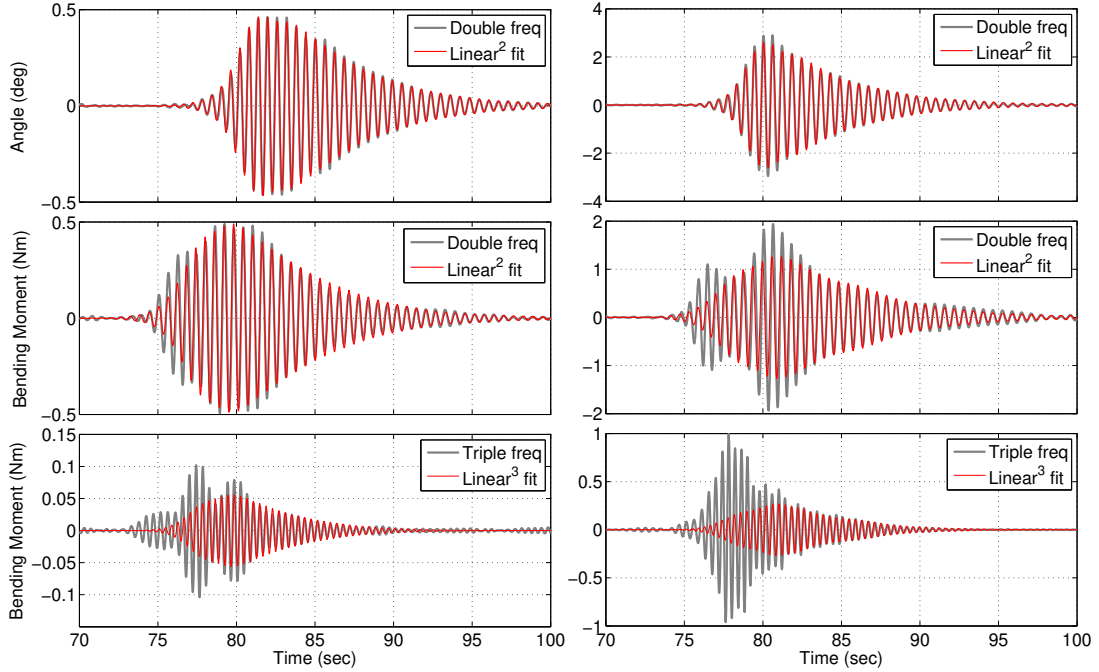 0.5
0
−0.5
Angle (deg)
Double freq
Linear² fit
4
2
0
−2
−4
Double freq
Linear² fit
0.5
0
−0.5
Bending Moment (Nm)
Double freq
Linear² fit
2
1
0
−1
−2
Double freq
Linear² fit
0.15
0.1
0.05
0
−0.05
−0.1
Bending Moment (Nm)
Triple freq
Linear³ fit
70 75 80 85 90 95 100
Time (sec)
1
0.5
0
−0.5
−1
Triple freq
Linear³ fit
70 75 80 85 90 95 100
Time (sec)